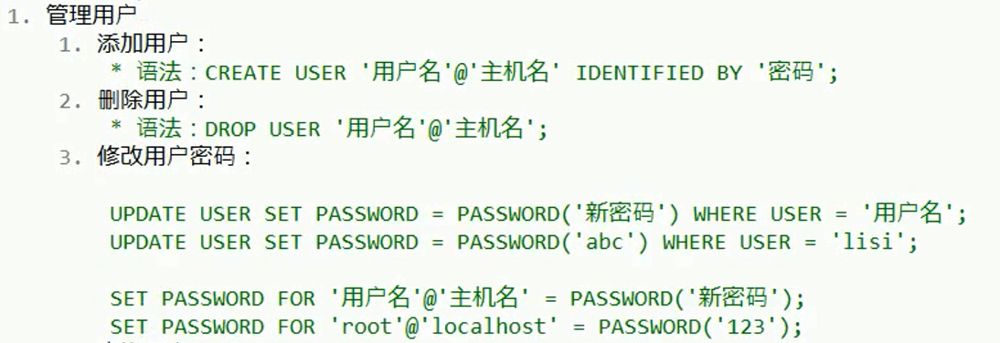 1. 管理用户
1. 添加用户：
* 语法：CREATE USER '用户名'@'主机名' IDENTIFIED BY '密码';
2. 删除用户：
* 语法：DROP USER '用户名'@'主机名';
3. 修改用户密码：
UPDATE USER SET PASSWORD = PASSWORD('新密码') WHERE USER = '用户名';
UPDATE USER SET PASSWORD = PASSWORD('abc') WHERE USER = 'lisi';
SET PASSWORD FOR '用户名'@'主机名' = PASSWORD('新密码');
SET PASSWORD FOR 'root'@'localhost' = PASSWORD('123');